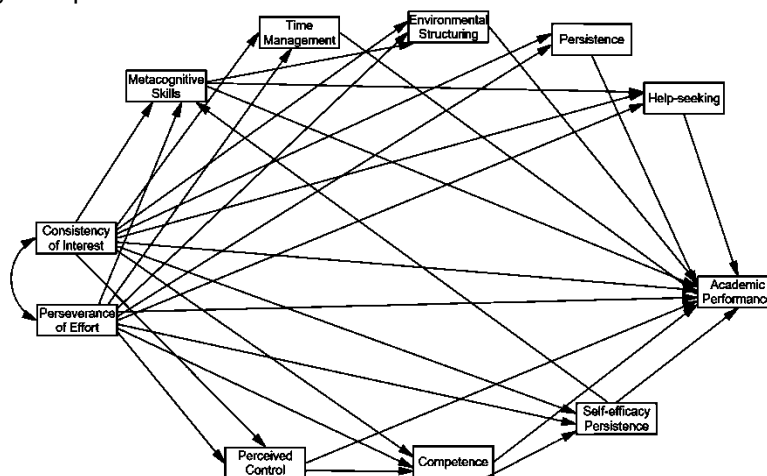 Time
Management
Environmental
Structuring
Persistence
Metacognitive
Skills
Help-seeking
Consistency
of Interest
Perseverance
of Effort
Academic
Performance
Self-efficacy
Persistence
Perceived
Control
Competence